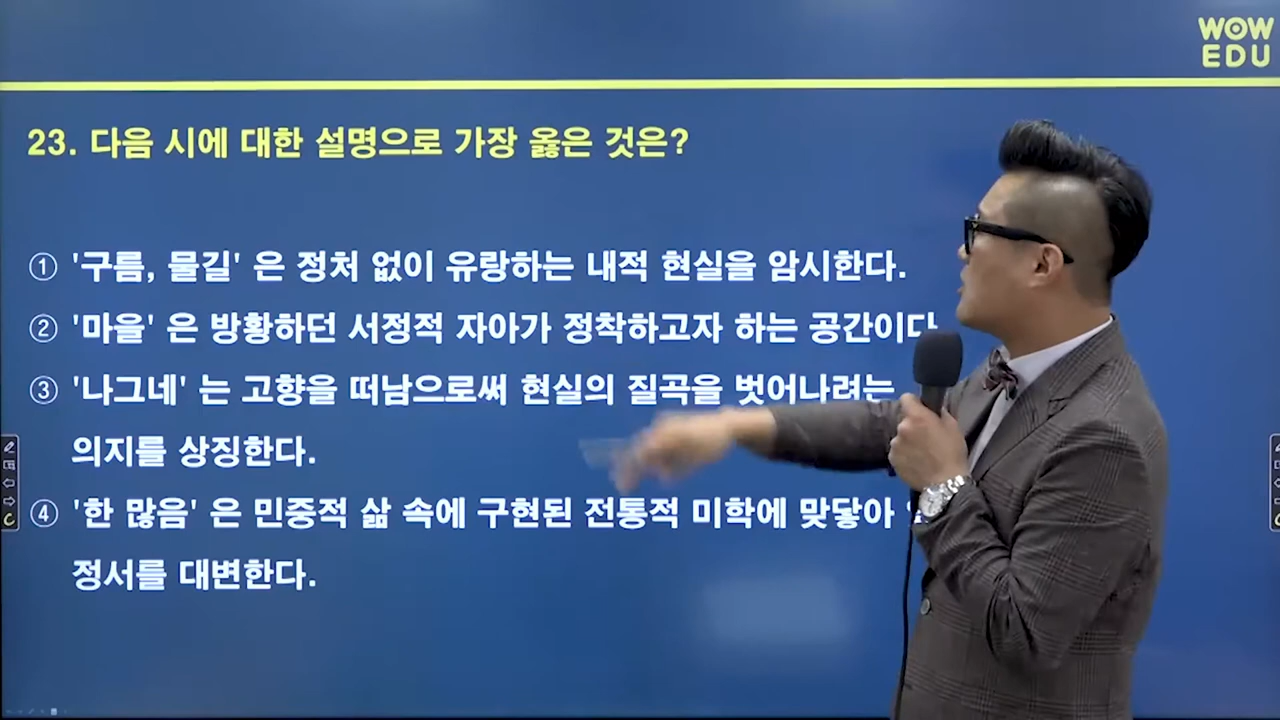 WOW
EDU
23. 다음 시에 대한 설명으로 가장 옳은 것은?
① '구름, 물길' 은 정처 없이 유랑하는 내적 현실을 암시한다.
② '마을' 은 방황하던 서정적 자아가 정착하고자 하는 공간이다
③ '나그네' 는 고향을 떠남으로써 현실의 질곡을 벗어나려는
의지를 상징한다.
④ '한 많음' 은 민중적 삶 속에 구현된 전통적 미학에 맞닿아
정서를 대변한다.